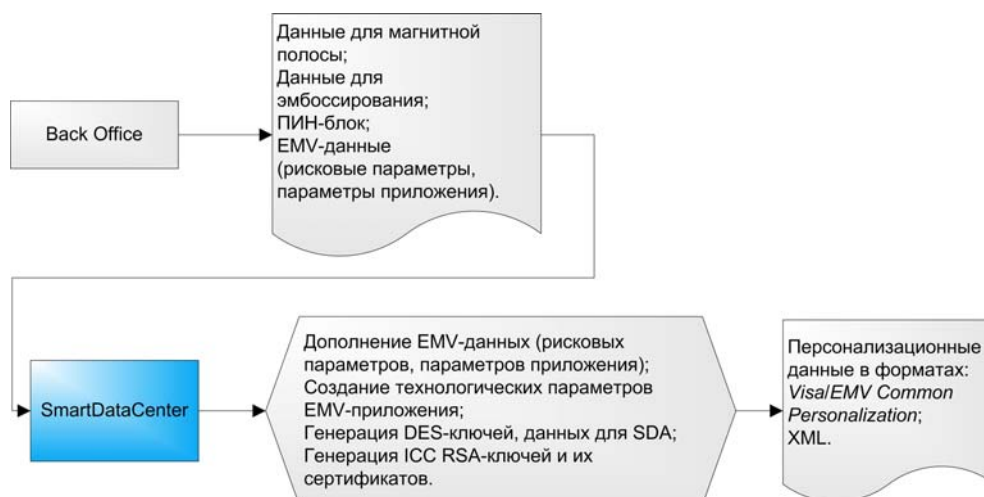 Back Office
Данные для магнитной
полосы;
Данные для
эмбоссирования;
ПИН-блок;
EMV-данные
(рисковые параметры,
параметры приложения).
SmartDataCenter
Дополнение EMV-данных (рисковых
параметров, параметров приложения);
Создание технологических параметров
EMV-приложения;
Генерация DES-ключей, данных для SDA;
Генерация ICC RSA-ключей и их
сертификатов.
Персонализационные
данные в форматах:
Visa/EMV Common
Personalization;
XML.